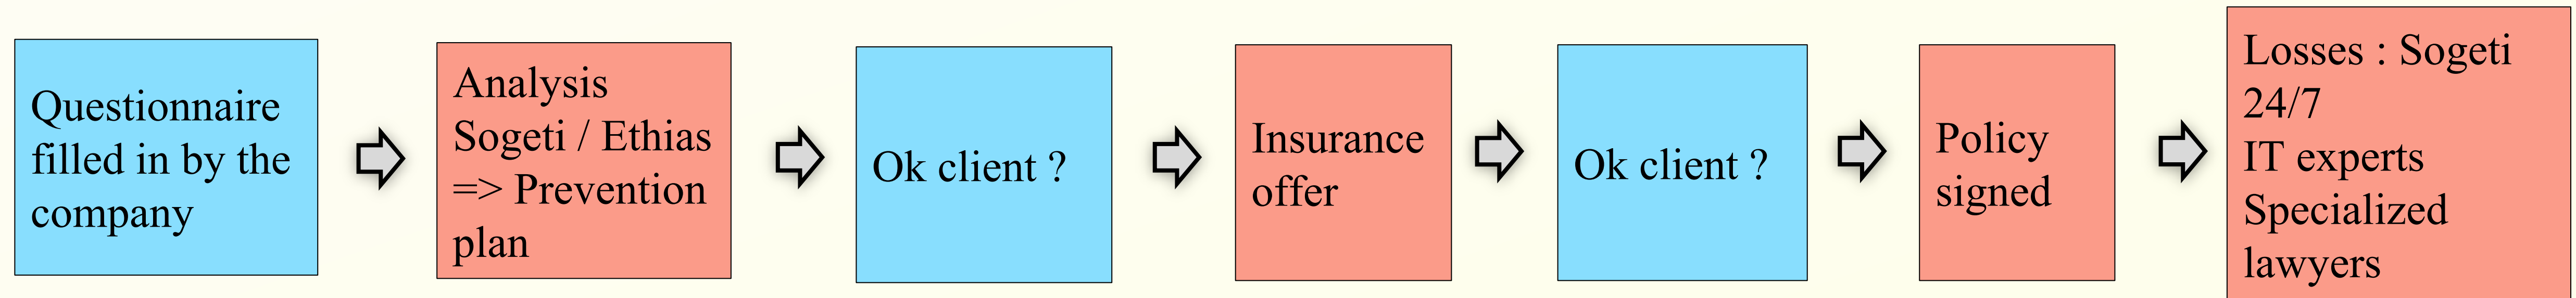 Questionnaire
filled in by the
company
Analysis
Sogeti / Ethias
=> Prevention
plan
Ok client ?
Insurance
offer
Ok client ?
Policy
signed
Losses : Sogeti
24/7
IT experts
Specialized
lawyers